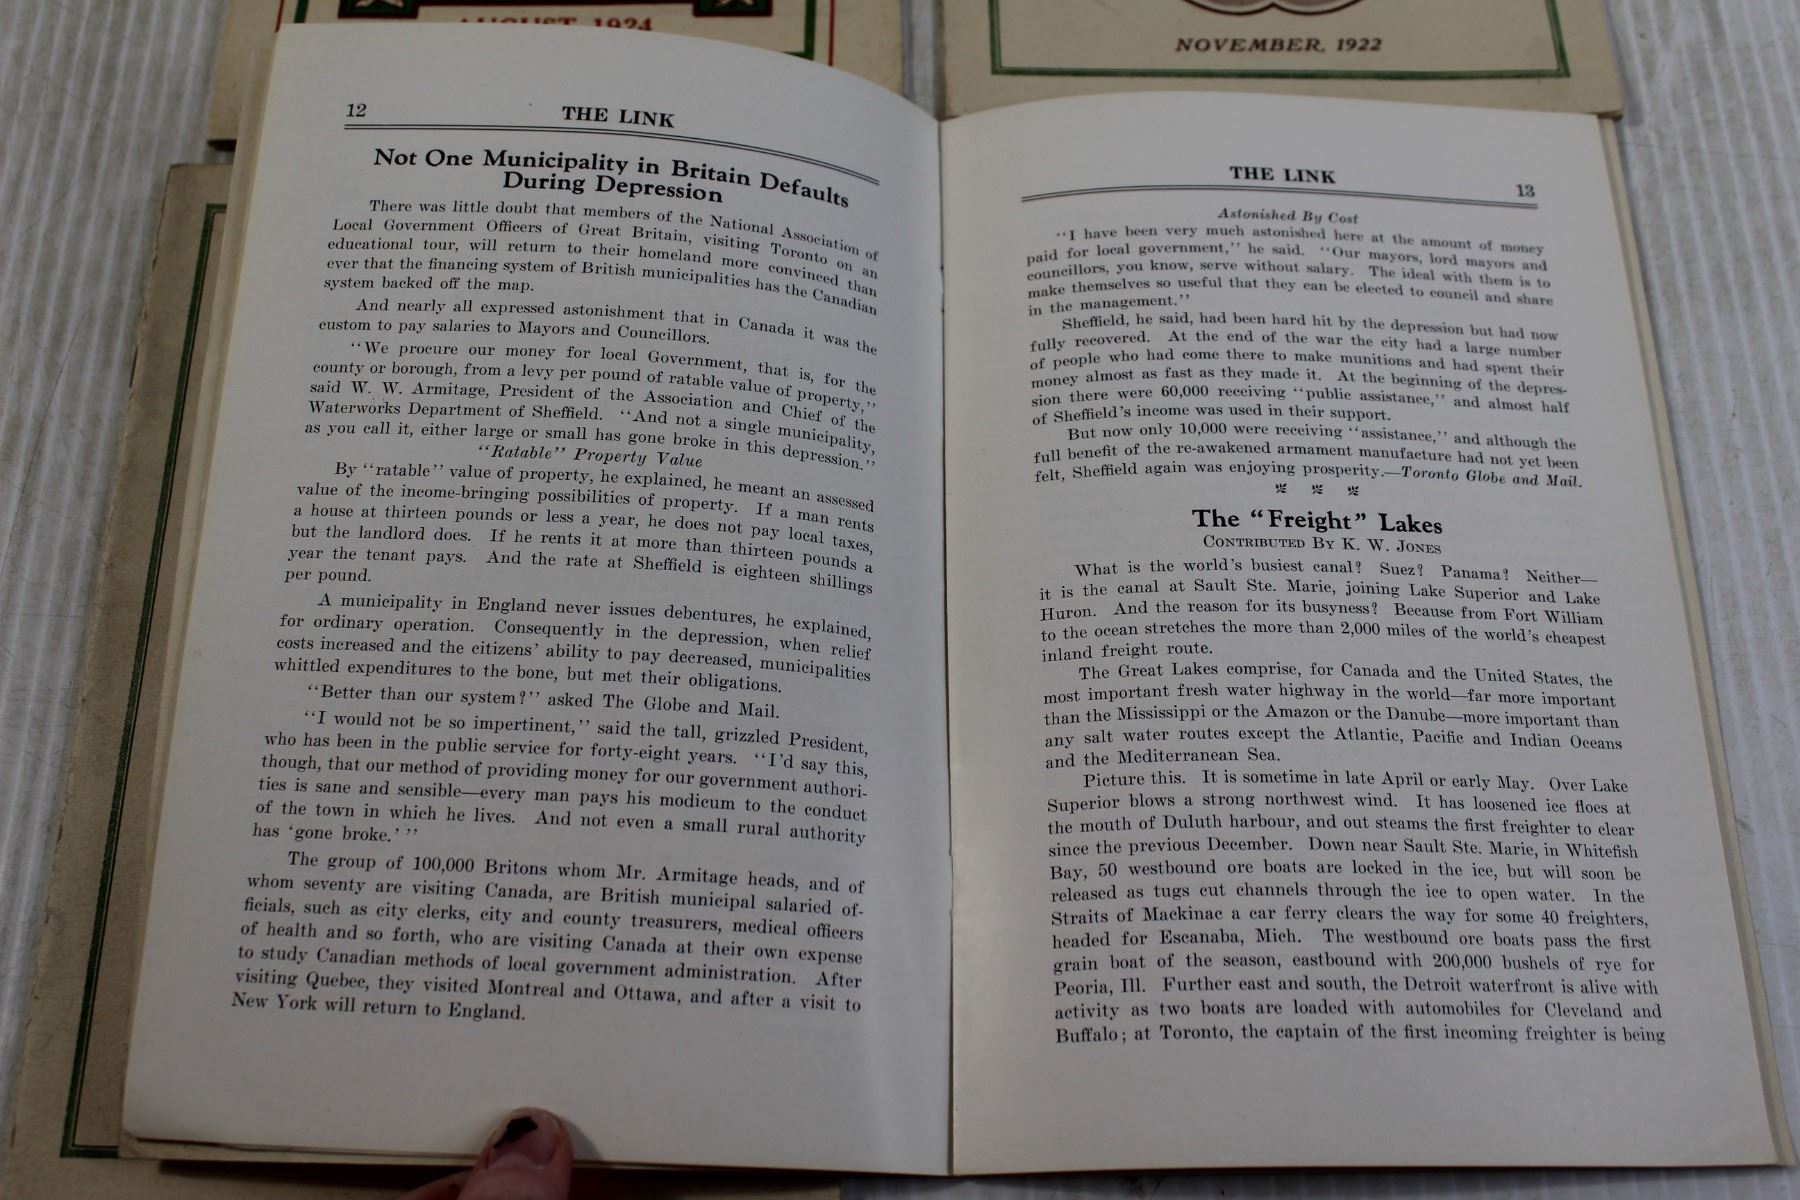 AUGUST, 1924
NOVEMBER, 1922
12
THE LINK
Not One Municipality in Britain Defaults
During Depression
There was little doubt that members of the National Association of
Local Government Officers of Great Britain, visiting Toronto on an
educational tour, will return to their homeland more convinced than
ever that the financing system of British municipalities has the Canadian
system backed off the map.
And nearly all expressed astonishment that in Canada it was the
custom to pay salaries to Mayors and Councillors.
“We procure our money for local Government, that is, for the
county or borough, from a levy per pound of ratable value of property,”
said W. W. Armitage, President of the Association and Chief of the
Waterworks Department of Sheffield. “And not a single municipality,
as you call it, either large or small has gone broke in this depression.”
“Ratable” Property Value
By “ratable” value of property, he explained, he meant an assessed
value of the income-bringing possibilities of property. If a man rents
a house at thirteen pounds or less a year, he does not pay local taxes,
but the landlord does. If he rents it at more than thirteen pounds a
year the tenant pays. And the rate at Sheffield is eighteen shillings
per pound.
A municipality in England never issues debentures, he explained,
for ordinary operation. Consequently in the depression, when relief
costs increased and the citizens’ ability to pay decreased, municipalities
whittled expenditures to the bone, but met their obligations.
“Better than our system?” asked The Globe and Mail.
“I would not be so impertinent,” said the tall, grizzled President,
who has been in the public service for forty-eight years. “I’d say this,
though, that our method of providing money for our government authori-
ties is sane and sensible—every man pays his modicum to the conduct
of the town in which he lives. And not even a small rural authority
has ‘gone broke.’ ”
The group of 100,000 Britons whom Mr. Armitage heads, and of
whom seventy are visiting Canada, are British municipal salaried of-
ficials, such as city clerks, city and county treasurers, medical officers
of health and so forth, who are visiting Canada at their own expense
to study Canadian methods of local government administration. After
visiting Quebec, they visited Montreal and Ottawa, and after a visit to
New York will return to England.
THE LINK
13
Astonished By Cost
“I have been very much astonished here at the amount of money
paid for local government,” he said. “Our mayors, lord mayors and
councillors, you know, serve without salary. The ideal with them is to
make themselves so useful that they can be elected to council and share
in the management.”
Sheffield, he said, had been hard hit by the depression but had now
fully recovered. At the end of the war the city had a large number
of people who had come there to make munitions and had spent their
money almost as fast as they made it. At the beginning of the depres-
sion there were 60,000 receiving “public assistance,” and almost half
of Sheffield’s income was used in their support.
But now only 10,000 were receiving “assistance,” and although the
full benefit of the re-awakened armament manufacture had not yet been
felt, Sheffield again was enjoying prosperity.—Toronto Globe and Mail.
The “Freight” Lakes
CONTRIBUTED BY K. W. JONES
What is the world’s busiest canal? Suez? Panama? Neither—
it is the canal at Sault Ste. Marie, joining Lake Superior and Lake
Huron. And the reason for its busyness? Because from Fort William
to the ocean stretches the more than 2,000 miles of the world’s cheapest
inland freight route.
The Great Lakes comprise, for Canada and the United States, the
most important fresh water highway in the world—far more important
than the Mississippi or the Amazon or the Danube—more important than
any salt water routes except the Atlantic, Pacific and Indian Oceans
and the Mediterranean Sea.
Picture this. It is sometime in late April or early May. Over Lake
Superior blows a strong northwest wind. It has loosened ice floes at
the mouth of Duluth harbour, and out steams the first freighter to clear
since the previous December. Down near Sault Ste. Marie, in Whitefish
Bay, 50 westbound ore boats are locked in the ice, but will soon be
released as tugs cut channels through the ice to open water. In the
Straits of Mackinac a car ferry clears the way for some 40 freighters,
headed for Escanaba, Mich. The westbound ore boats pass the first
grain boat of the season, eastbound with 200,000 bushels of rye for
Peoria, Ill. Further east and south, the Detroit waterfront is alive with
activity as two boats are loaded with automobiles for Cleveland and
Buffalo; at Toronto, the captain of the first incoming freighter is being